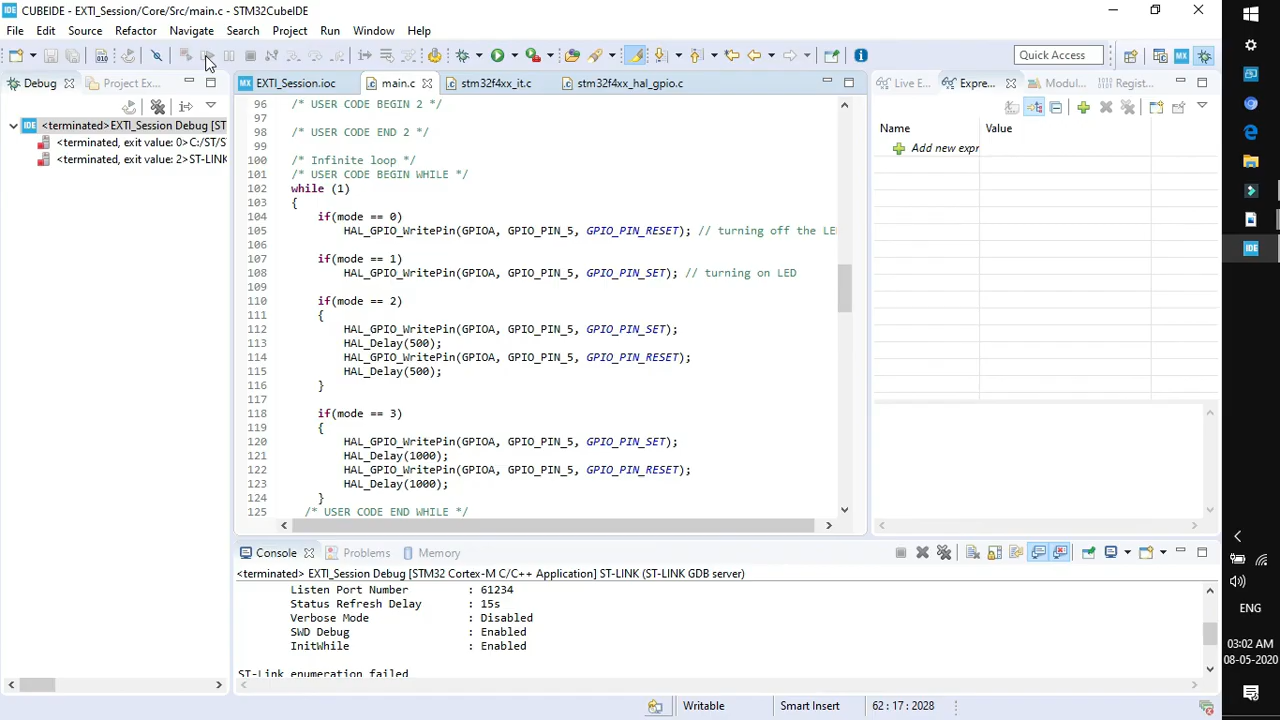 CUBEIDE - EXTI_Session/Core/Src/main.c - STM32CubeIDE
File Edit Source Refactor Navigate Search Project Run Window Help
Quick Access
Debug Project Ex...
EXTI_Session.ioc main.c stm32f4xx_it.c stm32f4xx_hal_gpio.c
Live E... Expre... Modul... Regist...
<terminated>EXTI_Session Debug [ST
<terminated, exit value: 0>C:/ST/S
<terminated, exit value: 2>ST-LINK
96 /* USER CODE BEGIN 2 */
97
98 /* USER CODE END 2 */
99
100 /* Infinite loop */
101 /* USER CODE BEGIN WHILE */
102 while (1)
103 {
104 if(mode == 0)
105 HAL_GPIO_WritePin(GPIOA, GPIO_PIN_5, GPIO_PIN_RESET); // turning off the LE
106
107 if(mode == 1)
108 HAL_GPIO_WritePin(GPIOA, GPIO_PIN_5, GPIO_PIN_SET); // turning on LED
109
110 if(mode == 2)
111 {
112 HAL_GPIO_WritePin(GPIOA, GPIO_PIN_5, GPIO_PIN_SET);
113 HAL_Delay(500);
114 HAL_GPIO_WritePin(GPIOA, GPIO_PIN_5, GPIO_PIN_RESET);
115 HAL_Delay(500);
116 }
117
118 if(mode == 3)
119 {
120 HAL_GPIO_WritePin(GPIOA, GPIO_PIN_5, GPIO_PIN_SET);
121 HAL_Delay(1000);
122 HAL_GPIO_WritePin(GPIOA, GPIO_PIN_5, GPIO_PIN_RESET);
123 HAL_Delay(1000);
124 }
125 /* USER CODE END WHILE */
Name Value
Add new expr
Console Problems Memory
<terminated> EXTI_Session Debug [STM32 Cortex-M C/C++ Application] ST-LINK (ST-LINK GDB server)
Listen Port Number : 61234
Status Refresh Delay : 15s
Verbose Mode : Disabled
SWD Debug : Enabled
InitWhile : Enabled
ST-Link enumeration failed
Writable Smart Insert 62 : 17 : 2028
MX
IDE
ENG
03:02 AM
08-05-2020